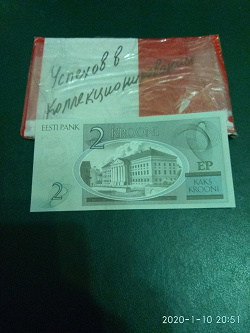 Успехов в
коллекционировании
EESTI PANK
2 KROONI
EP
2
KAKS
KROONI
2020-1-10 20:51